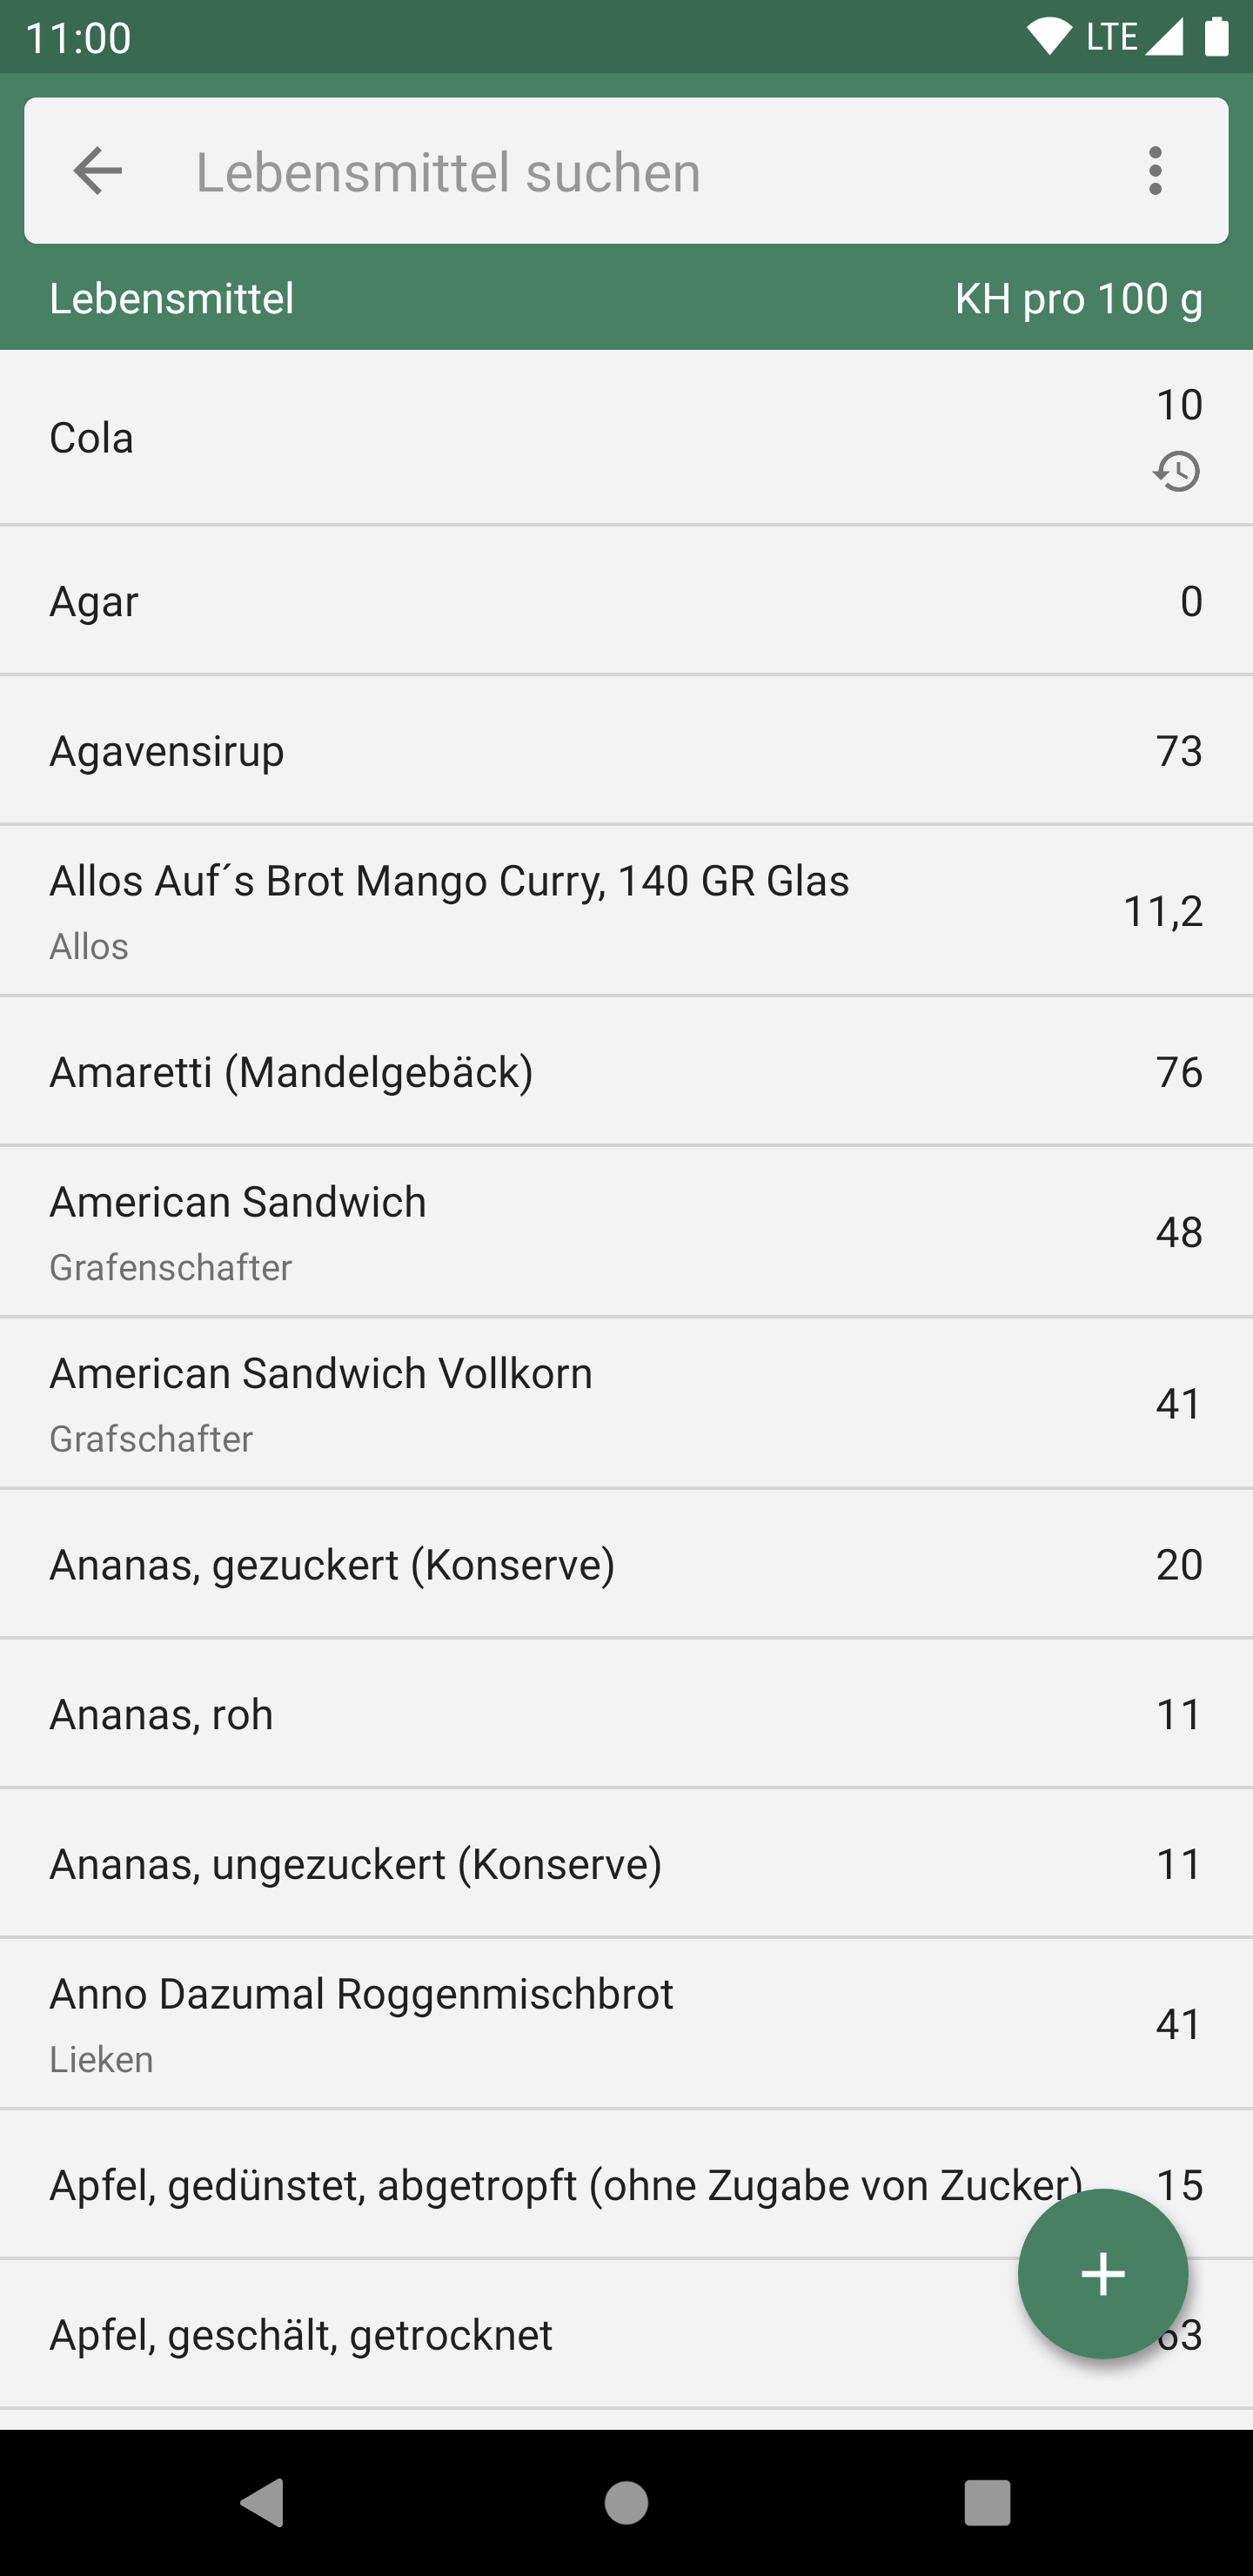 11:00
LTE
Lebensmittel suchen
Lebensmittel
KH pro 100 g
Cola
10
Agar
0
Agavensirup
73
Allos Auf´s Brot Mango Curry, 140 GR Glas
Allos
11,2
Amaretti (Mandelgebäck)
76
American Sandwich
Grafenschafter
48
American Sandwich Vollkorn
Grafschafter
41
Ananas, gezuckert (Konserve)
20
Ananas, roh
11
Ananas, ungezuckert (Konserve)
11
Anno Dazumal Roggenmischbrot
Lieken
41
Apfel, gedünstet, abgetropft (ohne Zugabe von Zucker)
15
Apfel, geschält, getrocknet
63